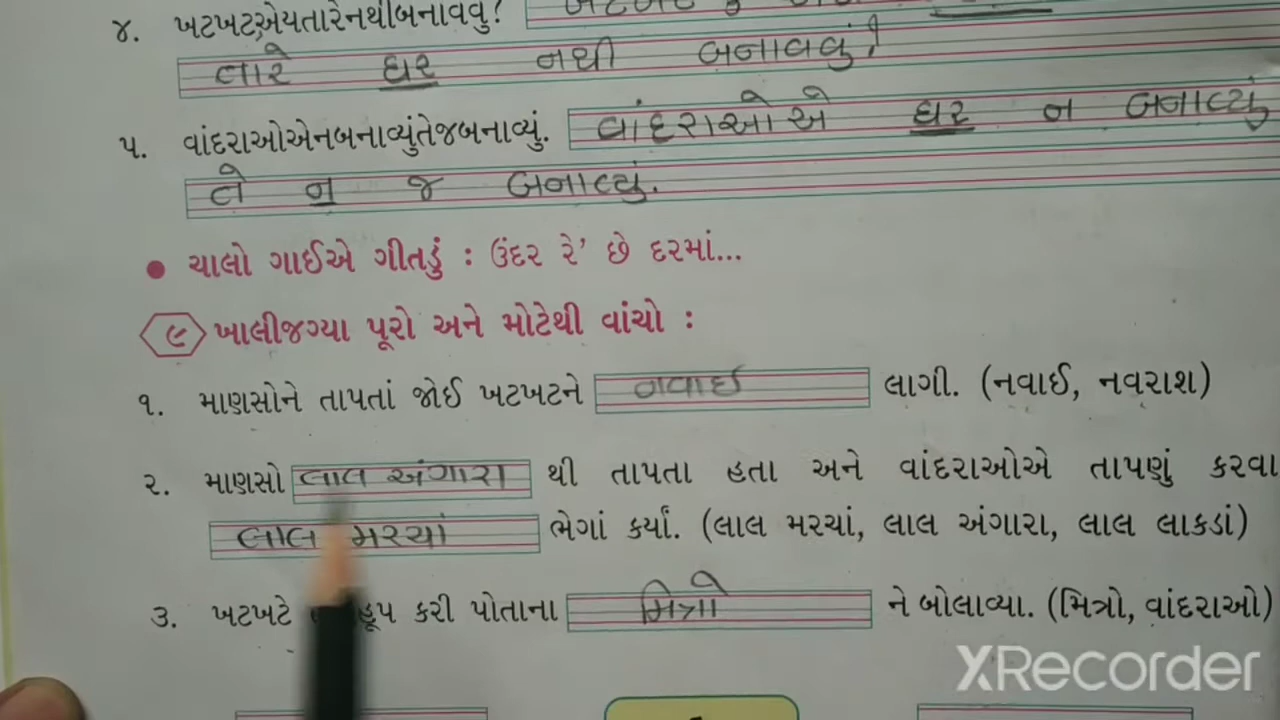 ૪. ખટખટ,એયતારેનથીબનાવવું?
તારે ઘર નથી બનાવવું?
૫. વાંદરાઓએનબનાવ્યુંતેજબનાવ્યું. વાંદરાઓએ ઘર ન બનાવ્યું
તે ન જ બનાવ્યું.
• ચાલો ગાઈએ ગીતડું : ઉંદર રે' છે દરમાં...
૯ ખાલીજગ્યા પૂરો અને મોટેથી વાંચો :
૧. માણસોને તાપતાં જોઈ ખટખટને નવાઈ લાગી. (નવાઈ, નવરાશ)
૨. માણસો લાલ અંગારા થી તાપતા હતા અને વાંદરાઓએ તાપણું કરવા
લાલ મરચાં ભેગાં કર્યાં. (લાલ મરચાં, લાલ અંગારા, લાલ લાકડાં)
૩. ખટખટે હૂપ કરી પોતાના મિત્રો ને બોલાવ્યા. (મિત્રો, વાંદરાઓ)
XRecorder